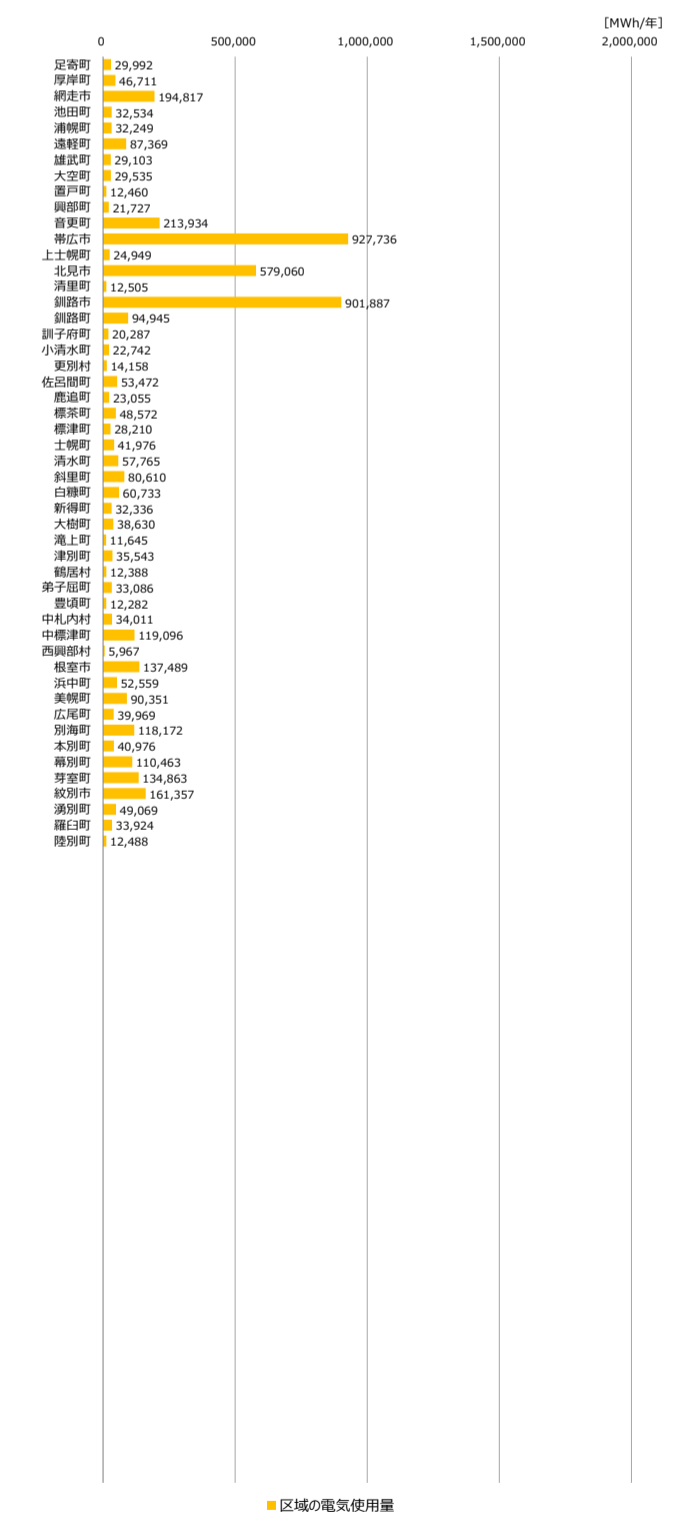 ［MWh/年］
0 500,000 1,000,000 1,500,000 2,000,000
足寄町 29,992
厚岸町 46,711
網走市 194,817
池田町 32,534
浦幌町 32,249
遠軽町 87,369
雄武町 29,103
大空町 29,535
置戸町 12,460
興部町 21,727
音更町 213,934
帯広市 927,736
上士幌町 24,949
北見市 579,060
清里町 12,505
釧路市 901,887
釧路町 94,945
訓子府町 20,287
小清水町 22,742
更別村 14,158
佐呂間町 53,472
鹿追町 23,055
標茶町 48,572
標津町 28,210
士幌町 41,976
清水町 57,765
斜里町 80,610
白糠町 60,733
新得町 32,336
大樹町 38,630
滝上町 11,645
津別町 35,543
鶴居村 12,388
弟子屈町 33,086
豊頃町 12,282
中札内村 34,011
中標津町 119,096
西興部村 5,967
根室市 137,489
浜中町 52,559
美幌町 90,351
広尾町 39,969
別海町 118,172
本別町 40,976
幕別町 110,463
芽室町 134,863
紋別市 161,357
湧別町 49,069
羅臼町 33,924
陸別町 12,488
区域の電気使用量